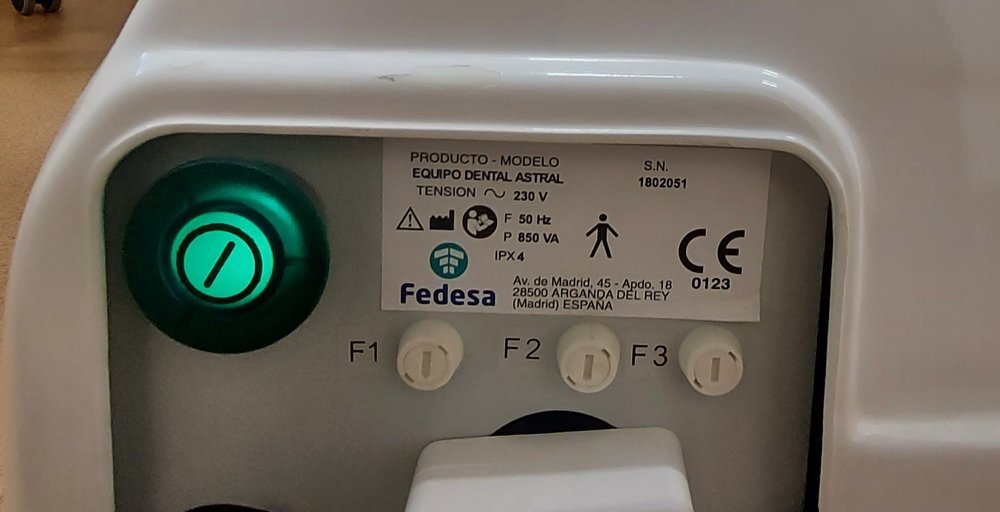 PRODUCTO - MODELO
EQUIPO DENTAL ASTRAL
TENSION 230 V
S.N.
1802051
F 50 Hz
P 850 VA
IPX4
Fedesa
Av. de Madrid, 45 - Apdo. 18
28500 ARGANDA DEL REY
(Madrid) ESPAÑA
CE
0123
F1
F2
F3